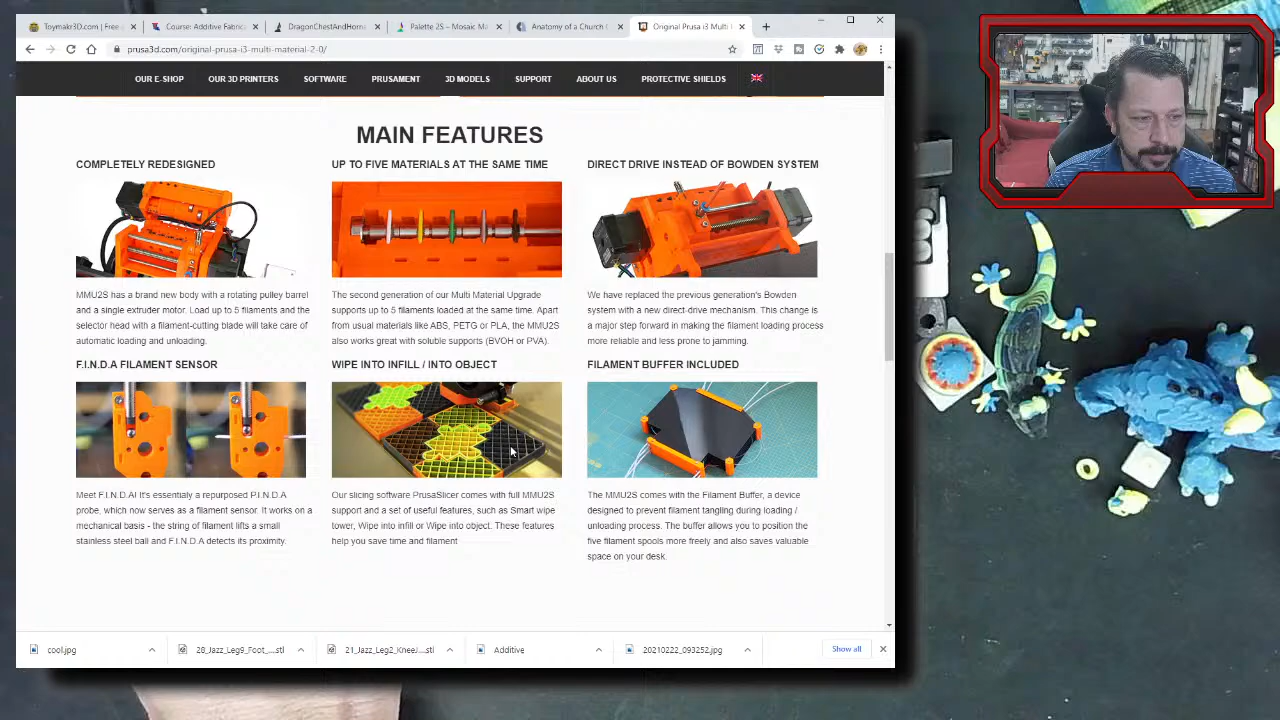 Toymakr3D.com | Free
Course: Additive Fabric
DragonChestAndHorn
Palette 2S – Mosaic M
Anatomy of a Church
Original Prusa i3 Multi
prusa3d.com/original-prusa-i3-multi-material-2-0/
OUR E-SHOP OUR 3D PRINTERS SOFTWARE PRUSAMENT 3D MODELS SUPPORT ABOUT US PROTECTIVE SHIELDS
MAIN FEATURES
COMPLETELY REDESIGNED
MMU2S has a brand new body with a rotating pulley barrel
and a single extruder motor. Load up to 5 filaments and the
selector head with a filament-cutting blade will take care of
automatic loading and unloading.
UP TO FIVE MATERIALS AT THE SAME TIME
The second generation of our Multi Material Upgrade
supports up to 5 filaments loaded at the same time. Apart
from usual materials like ABS, PETG or PLA, the MMU2S
also works great with soluble supports (BVOH or PVA).
DIRECT DRIVE INSTEAD OF BOWDEN SYSTEM
We have replaced the previous generation's Bowden
system with a new direct-drive mechanism. This change is
a major step forward in making the filament loading process
more reliable and less prone to jamming.
F.I.N.D.A FILAMENT SENSOR
Meet F.I.N.D.A! It's essentialy a repurposed P.I.N.D.A
probe, which now serves as a filament sensor. It works on a
mechanical basis - the string of filament lifts a small
stainless steel ball and F.I.N.D.A detects its proximity.
WIPE INTO INFILL / INTO OBJECT
Our slicing software PrusaSlicer comes with full MMU2S
support and a set of useful features, such as Smart wipe
tower, Wipe into infill or Wipe into object. These features
help you save time and filament
FILAMENT BUFFER INCLUDED
The MMU2S comes with the Filament Buffer, a device
designed to prevent filament tangling during loading /
unloading process. The buffer allows you to position the
five filament spools more freely and also saves valuable
space on your desk.
cool.jpg
28_Jazz_Leg9_Foot_....stl
21_Jazz_Leg2_KneeJ....stl
Additive
20210222_093252.jpg
Show all